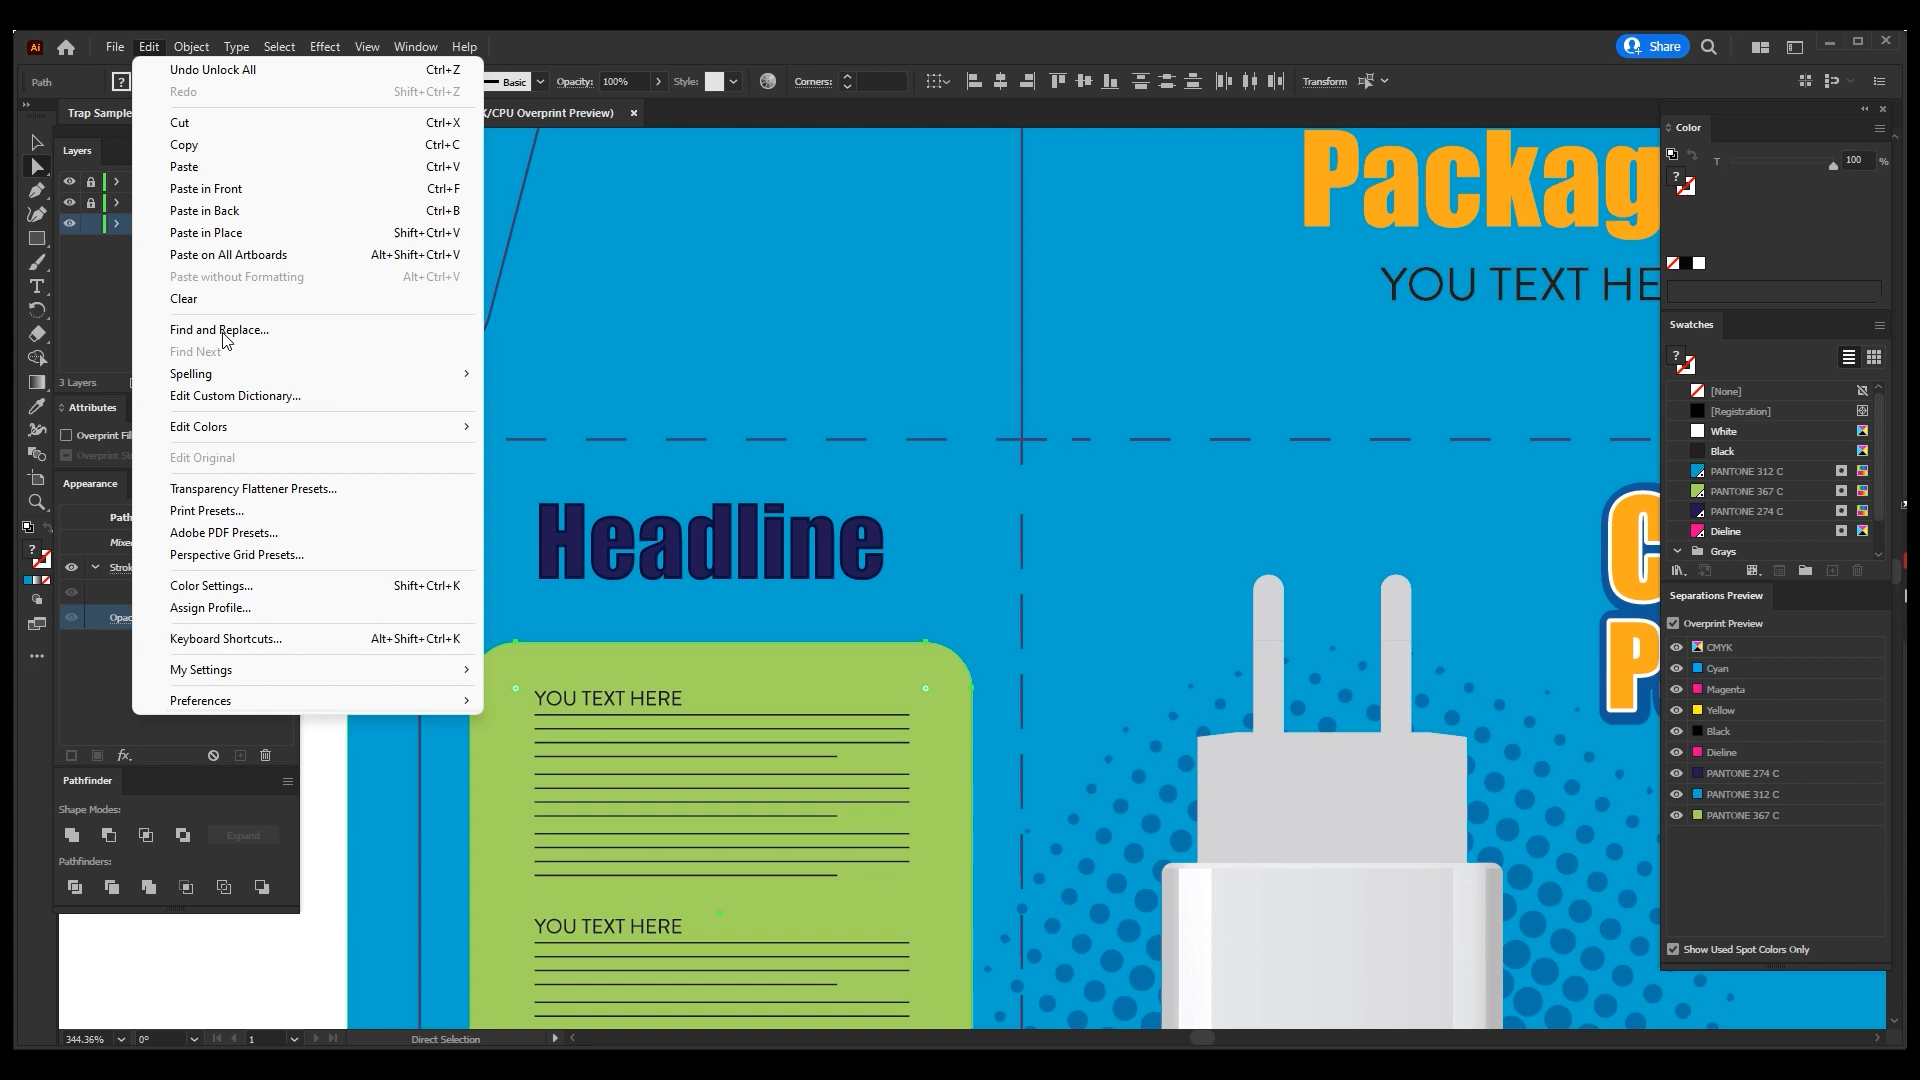 Ai
File Edit Object Type Select Effect View Window Help
Share
Path
?
Basic
Opacity: 100%
Style:
Corners:
Transform
Trap Sample
/CPU Overprint Preview)
Undo Unlock All Ctrl+Z
Redo Shift+Ctrl+Z
Cut Ctrl+X
Copy Ctrl+C
Paste Ctrl+V
Paste in Front Ctrl+F
Paste in Back Ctrl+B
Paste in Place Shift+Ctrl+V
Paste on All Artboards Alt+Shift+Ctrl+V
Paste without Formatting Alt+Ctrl+V
Clear
Find and Replace...
Find Next
Spelling
Edit Custom Dictionary...
Edit Colors
Edit Original
Transparency Flattener Presets...
Print Presets...
Adobe PDF Presets...
Perspective Grid Presets...
Color Settings... Shift+Ctrl+K
Assign Profile...
Keyboard Shortcuts... Alt+Shift+Ctrl+K
My Settings
Preferences
Layers
3 Layers
Attributes
Overprint Fil
Overprint Str
Appearance
Path
Mixed
Strok
Opac
fx.
Pathfinder
Shape Modes:
Expand
Pathfinders:
Packag
YOU TEXT HE
Headline
YOU TEXT HERE
YOU TEXT HERE
C
P
Color
?
T 100 %
Swatches
?
[None]
[Registration]
White
Black
PANTONE 312 C
PANTONE 367 C
PANTONE 274 C
Dieline
Grays
Separations Preview
Overprint Preview
CMYK
Cyan
Magenta
Yellow
Black
Dieline
PANTONE 274 C
PANTONE 312 C
PANTONE 367 C
Show Used Spot Colors Only
344.36% 0° 1 Direct Selection